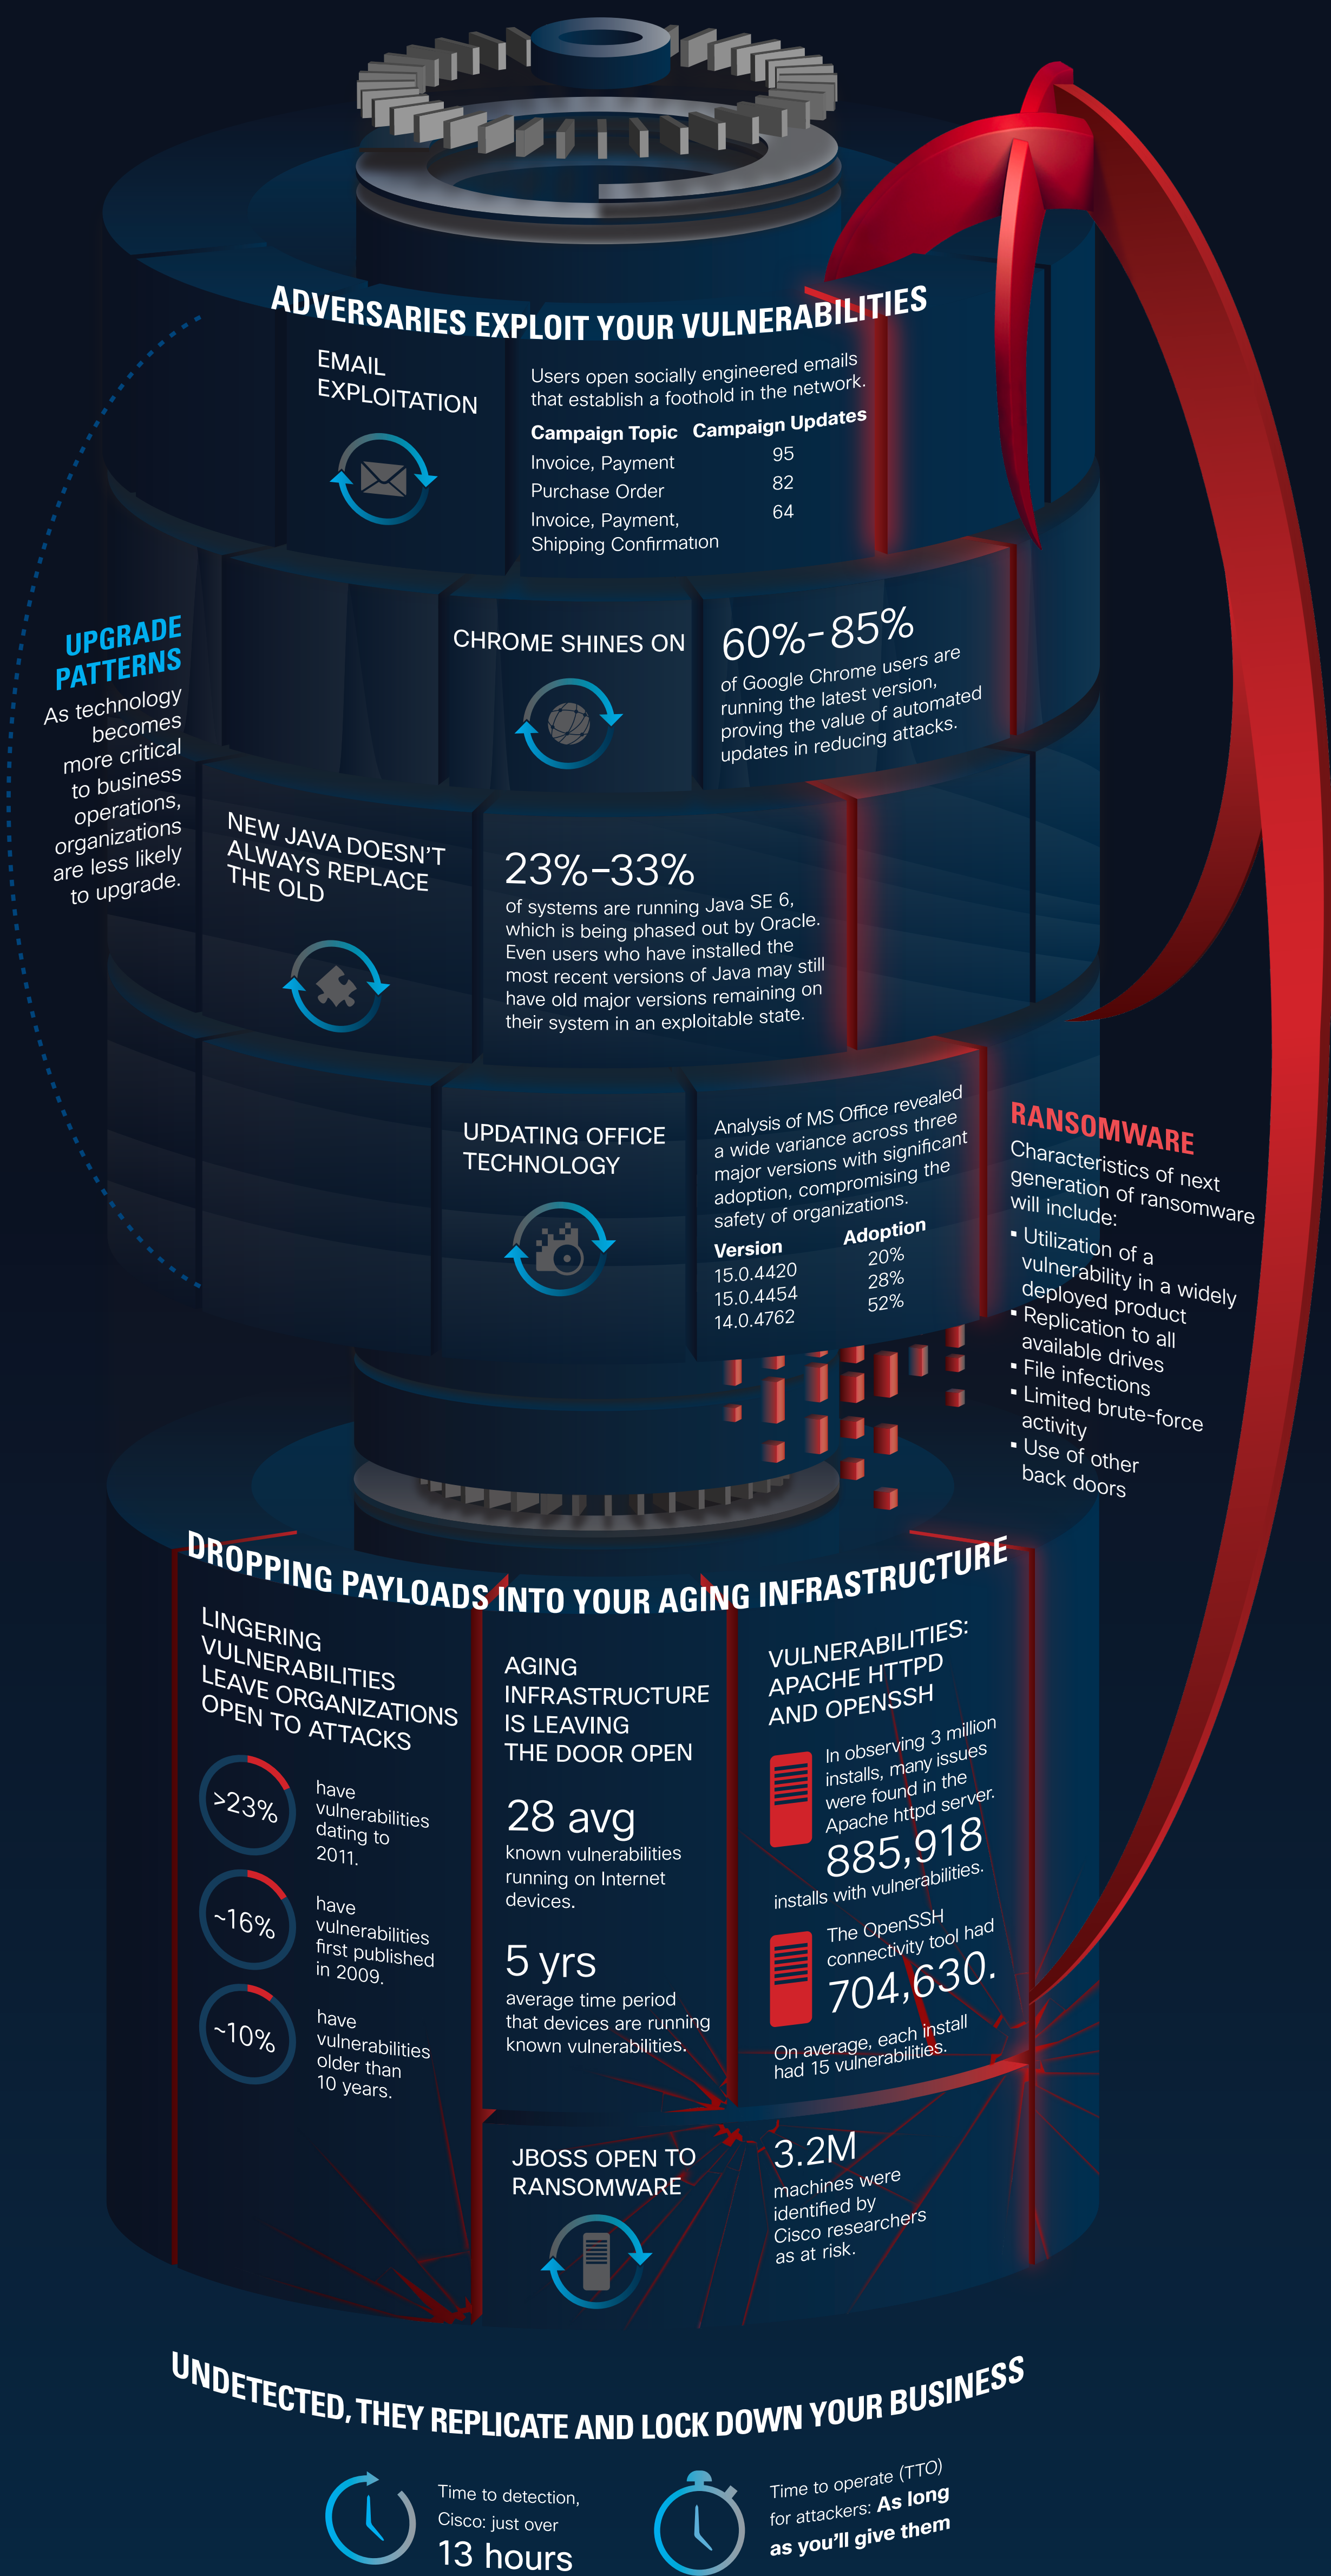 ADVERSARIES EXPLOIT YOUR VULNERABILITIES
EMAIL
EXPLOITATION
Users open socially engineered emails
that establish a foothold in the network.
Campaign Topic Campaign Updates
Invoice, Payment 95
Purchase Order 82
Invoice, Payment, 64
Shipping Confirmation
UPGRADE
PATTERNS
As technology
becomes
more critical
to business
operations,
organizations
are less likely
to upgrade.
CHROME SHINES ON
60%–85%
of Google Chrome users are
running the latest version,
proving the value of automated
updates in reducing attacks.
NEW JAVA DOESN’T
ALWAYS REPLACE
THE OLD
23%–33%
of systems are running Java SE 6,
which is being phased out by Oracle.
Even users who have installed the
most recent versions of Java may still
have old major versions remaining on
their system in an exploitable state.
UPDATING OFFICE
TECHNOLOGY
Analysis of MS Office revealed
a wide variance across three
major versions with significant
adoption, compromising the
safety of organizations.
Version Adoption
15.0.4420 20%
15.0.4454 28%
14.0.4762 52%
RANSOMWARE
Characteristics of next
generation of ransomware
will include:
▪ Utilization of a
vulnerability in a widely
deployed product
▪ Replication to all
available drives
▪ File infections
▪ Limited brute-force
activity
▪ Use of other
back doors
DROPPING PAYLOADS INTO YOUR AGING INFRASTRUCTURE
LINGERING
VULNERABILITIES
LEAVE ORGANIZATIONS
OPEN TO ATTACKS
>23%
have
vulnerabilities
dating to
2011.
~16%
have
vulnerabilities
first published
in 2009.
~10%
have
vulnerabilities
older than
10 years.
AGING
INFRASTRUCTURE
IS LEAVING
THE DOOR OPEN
28 avg
known vulnerabilities
running on Internet
devices.
5 yrs
average time period
that devices are running
known vulnerabilities.
VULNERABILITIES:
APACHE HTTPD
AND OPENSSH
In observing 3 million
installs, many issues
were found in the
Apache httpd server.
885,918
installs with vulnerabilities.
The OpenSSH
connectivity tool had
704,630.
On average, each install
had 15 vulnerabilities.
JBOSS OPEN TO
RANSOMWARE
3.2M
machines were
identified by
Cisco researchers
as at risk.
UNDETECTED, THEY REPLICATE AND LOCK DOWN YOUR BUSINESS
Time to detection,
Cisco: just over
13 hours
Time to operate (TTO)
for attackers: As long
as you’ll give them